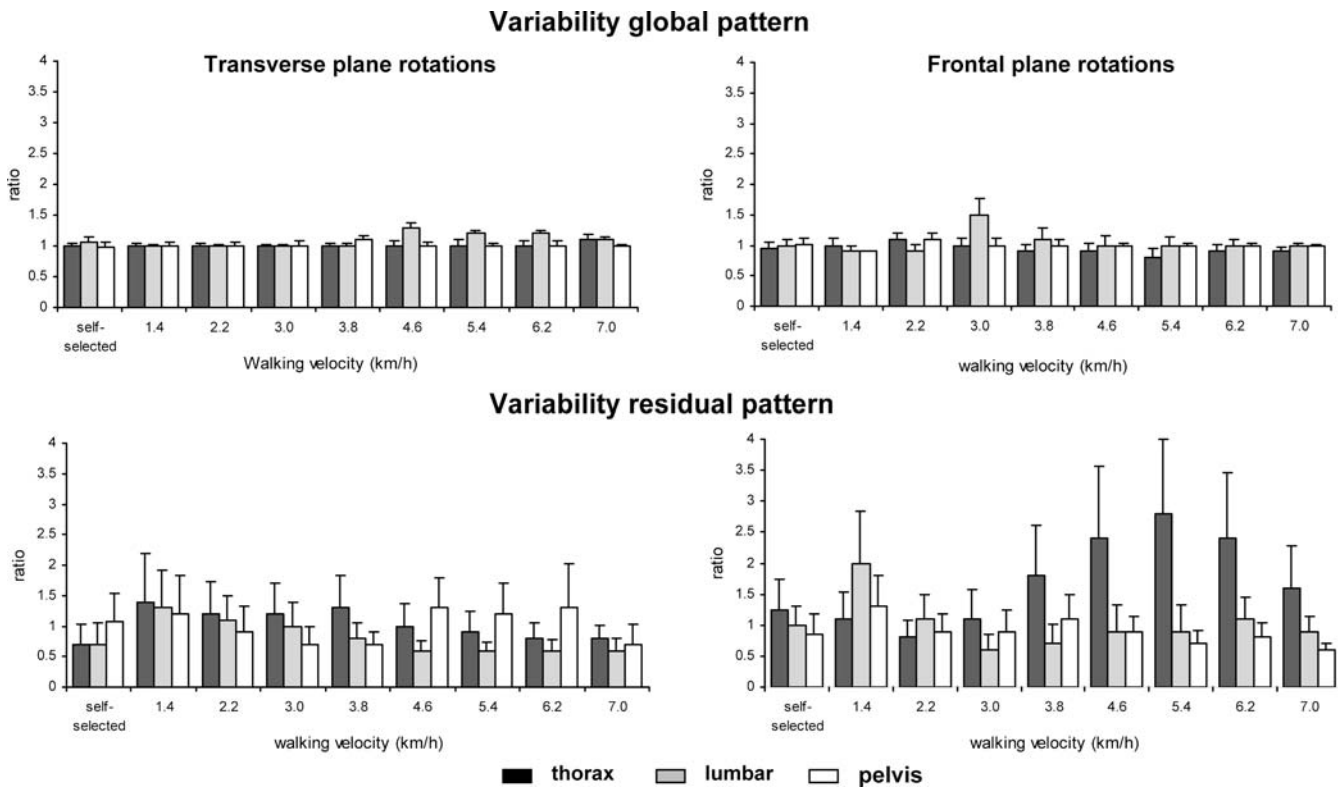 Variability global pattern
Transverse plane rotations
4
3.5
3
2.5
2
1.5
1
0.5
0
ratio
self-
selected
1.4 2.2 3.0 3.8 4.6 5.4 6.2 7.0
Walking velocity (km/h)
Frontal plane rotations
4
3.5
3
2.5
2
1.5
1
0.5
0
ratio
self-
selected
1.4 2.2 3.0 3.8 4.6 5.4 6.2 7.0
walking velocity (km/h)
Variability residual pattern
4
3.5
3
2.5
2
1.5
1
0.5
0
ratio
self-
selected
1.4 2.2 3.0 3.8 4.6 5.4 6.2 7.0
walking velocity (km/h)
4
3.5
3
2.5
2
1.5
1
0.5
0
ratio
self-
selected
1.4 2.2 3.0 3.8 4.6 5.4 6.2 7.0
walking velocity (km/h)
thorax lumbar pelvis